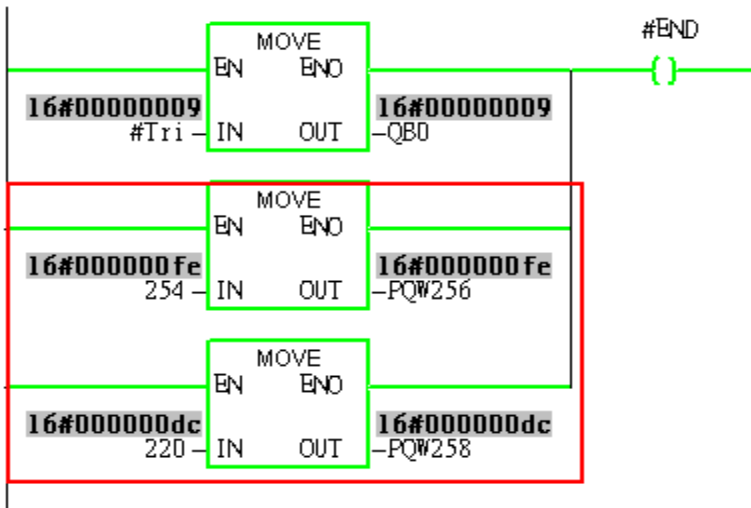 #END
MOVE
EN ENO
16#00000009 16#00000009
#Tri IN OUT QB0
MOVE
EN ENO
16#000000fe 16#000000fe
254 IN OUT PQW256
MOVE
EN ENO
16#000000dc 16#000000dc
220 IN OUT PQW258